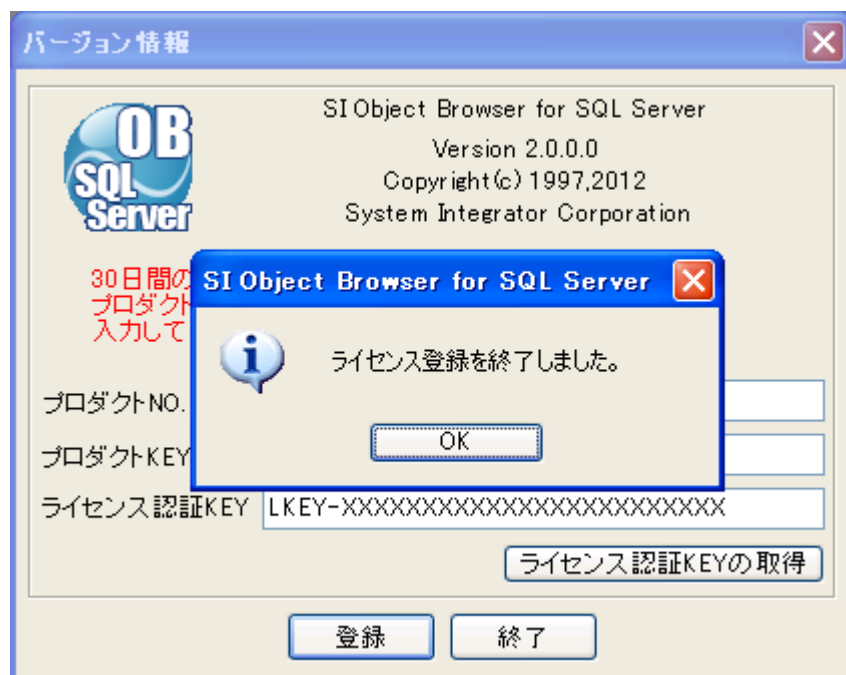 バージョン情報
OB
SQL
Server
SI Object Browser for SQL Server
Version 2.0.0.0
Copyright(c) 1997,2012
System Integrator Corporation
30日間の
プロダクト
入力して
SI Object Browser for SQL Server
ライセンス登録を終了しました。
OK
プロダクトNO.
プロダクトKEY
ライセンス認証KEY LKEY-XXXXXXXXXXXXXXXXXXXXXXXXX
ライセンス認証KEYの取得
登録 終了